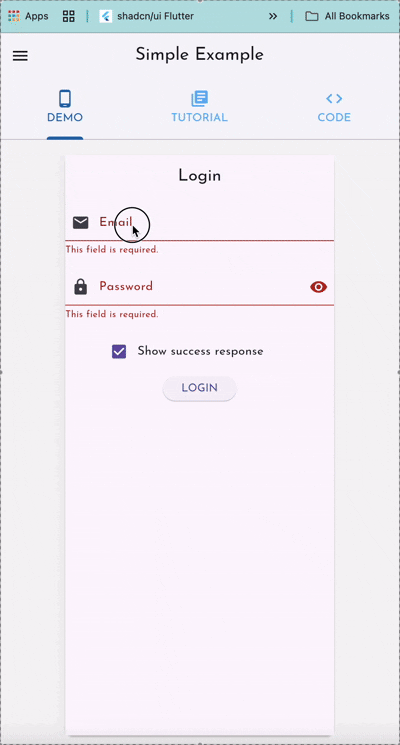 Apps shadcn/ui Flutter » All Bookmarks
Simple Example
DEMO TUTORIAL CODE
Login
Email
This field is required.
Password
This field is required.
Show success response
LOGIN